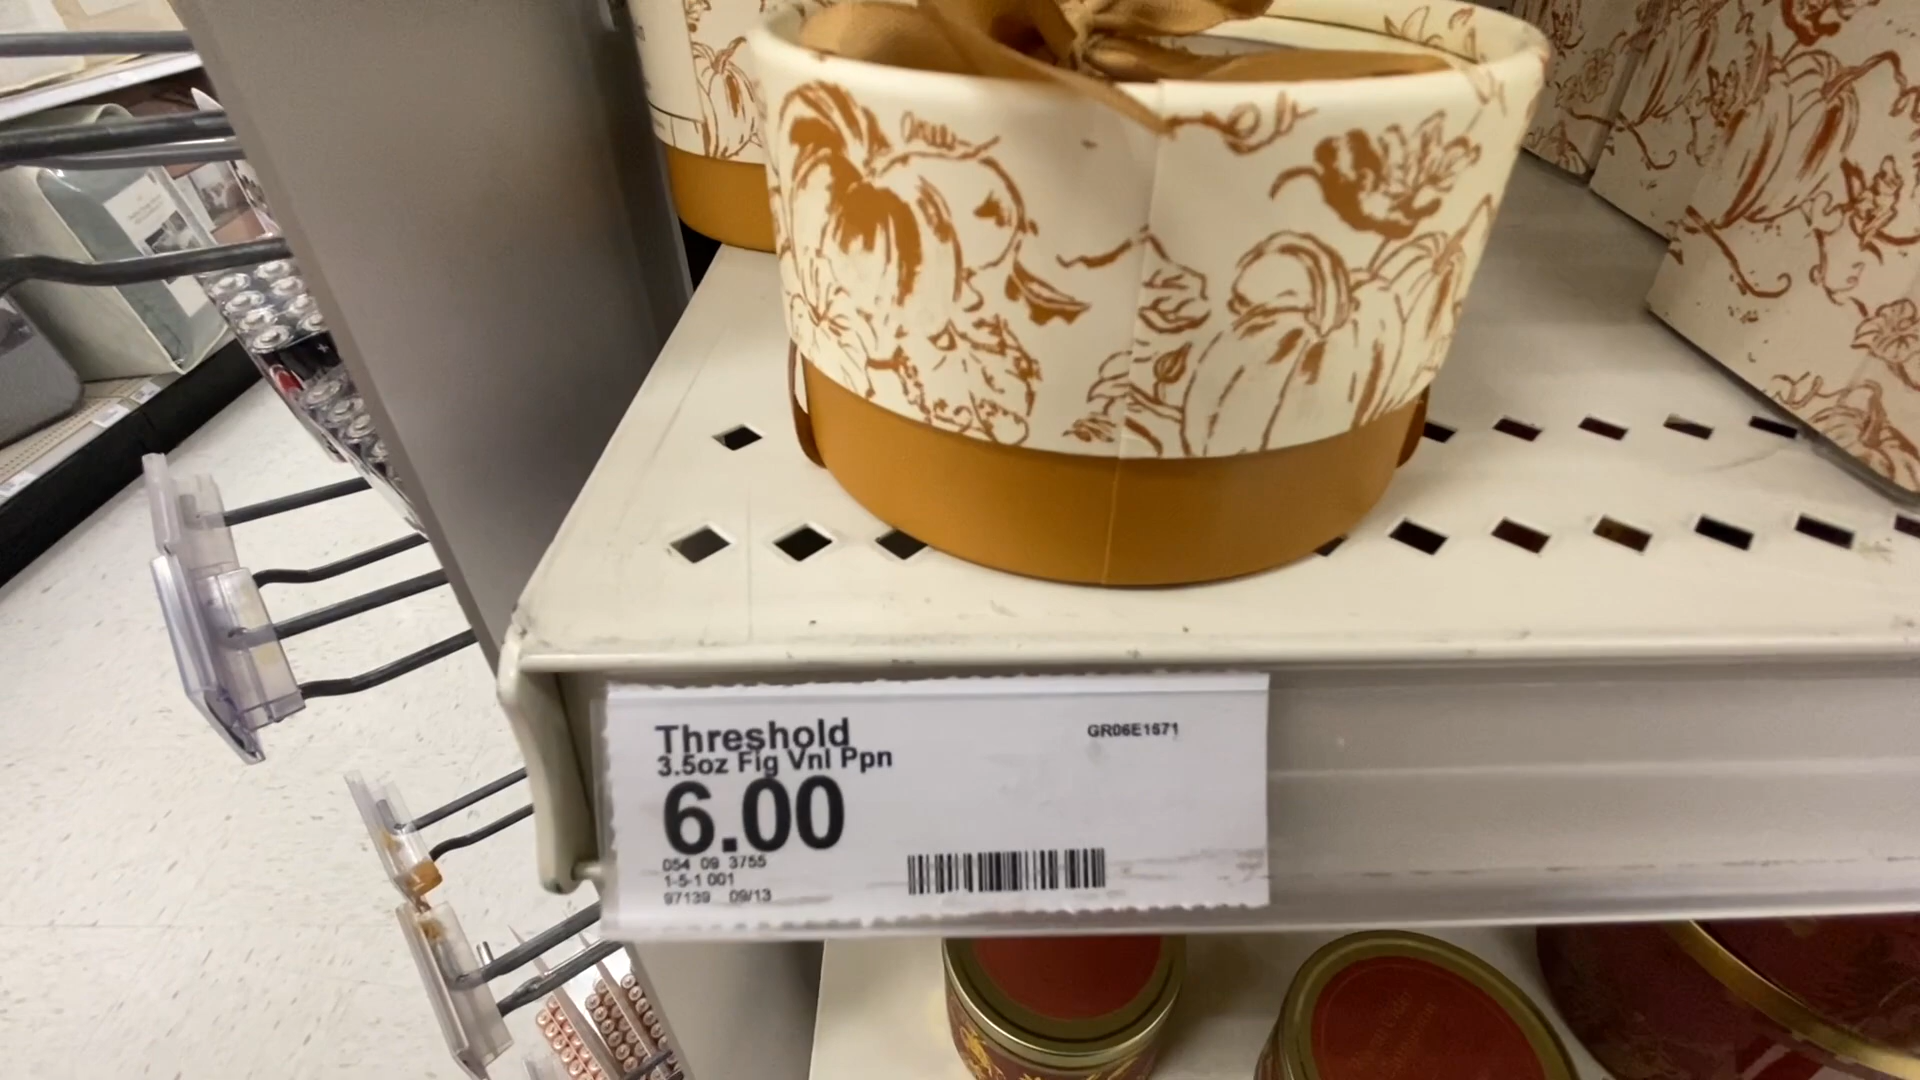 Threshold
GR06E1571
3.5oz Fig Vnl Ppn
6.00
054 09 3755
1-5-1 001
97139 09/13